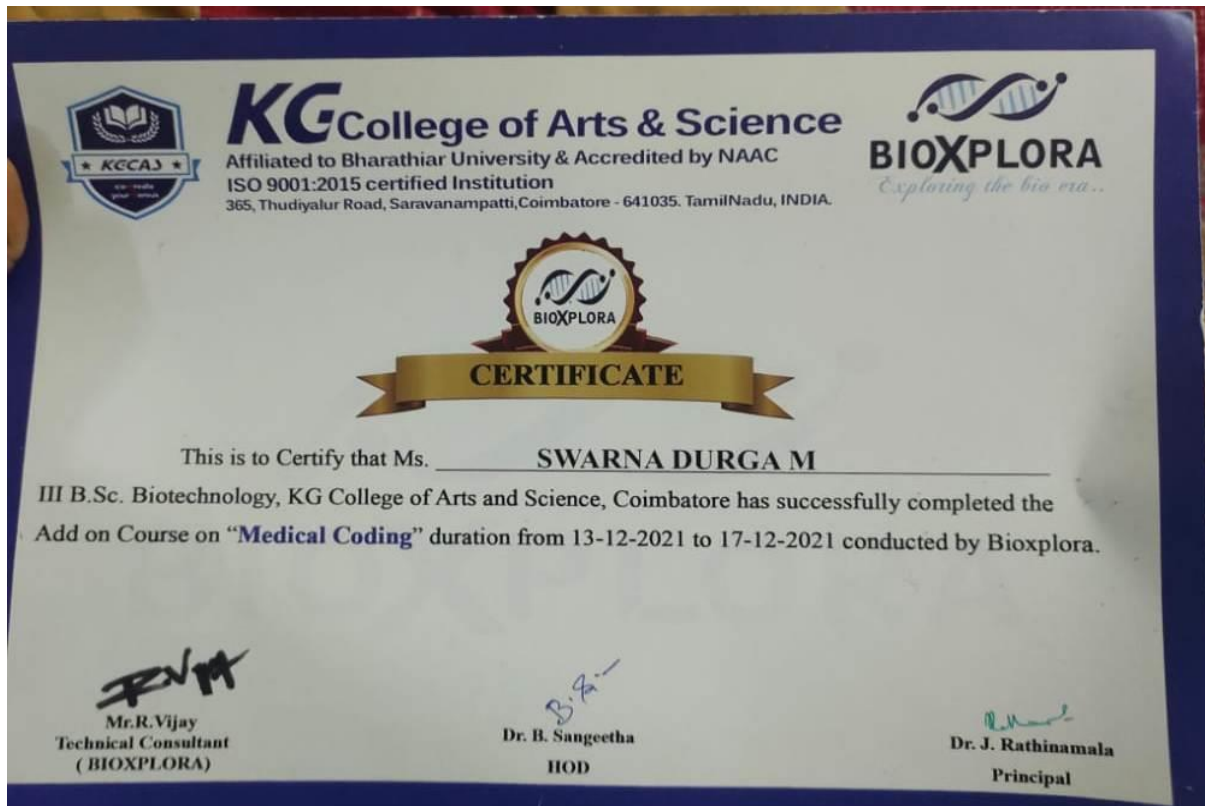 KG College of Arts & Science
Affiliated to Bharathiar University & Accredited by NAAC
ISO 9001:2015 certified Institution
365, Thudiyalur Road, Saravanampatti,Coimbatore - 641035. TamilNadu, INDIA.
★ KGCAS ★
BIOXPLORA
Exploring the bio era..
BIOXPLORA
CERTIFICATE
This is to Certify that Ms. SWARNA DURGA M
III B.Sc. Biotechnology, KG College of Arts and Science, Coimbatore has successfully completed the
Add on Course on “Medical Coding” duration from 13-12-2021 to 17-12-2021 conducted by Bioxplora.
BIOXPLORA
Mr.R.Vijay
Technical Consultant
( BIOXPLORA)
B.S.
Dr. B. Sangeetha
HOD
Dr. J. Rathinamala
Principal